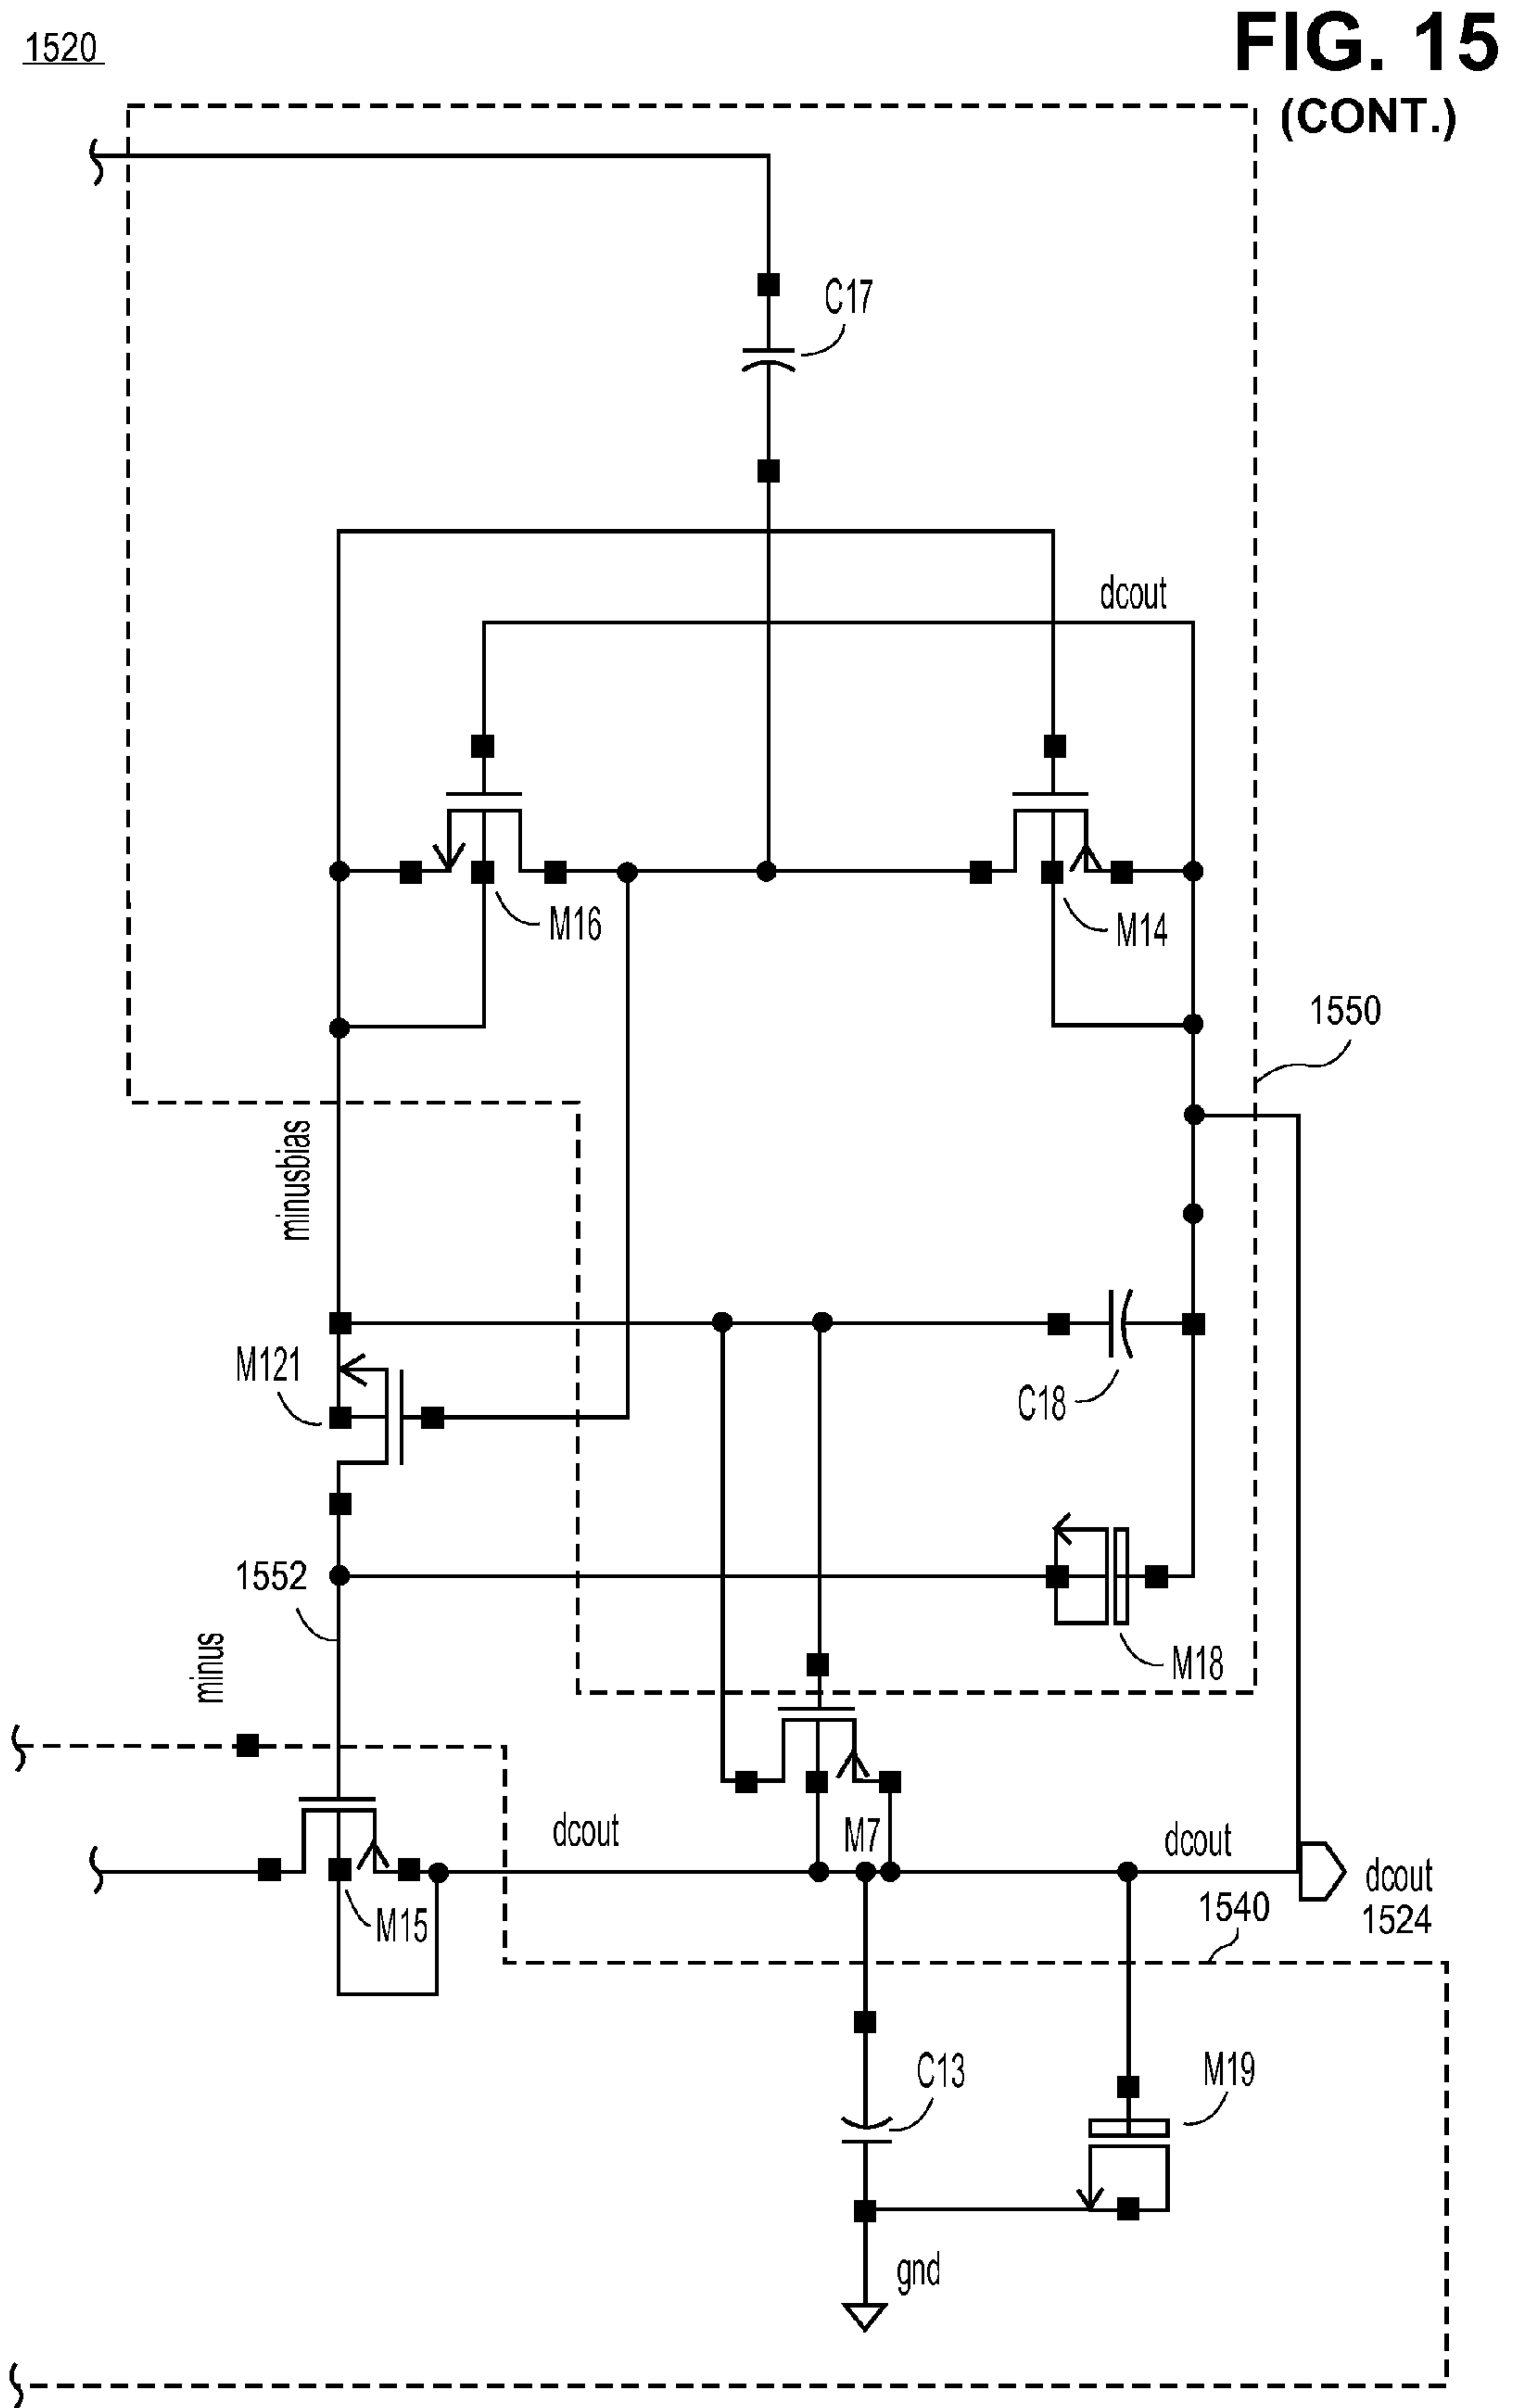 1520
FIG. 15
(CONT.)
C17
dcout
M16
M14
1550
minusbias
M121
C18
1552
minus
M18
dcout
M7
dcout
dcout
1524
M15
1540
C13
M19
gnd